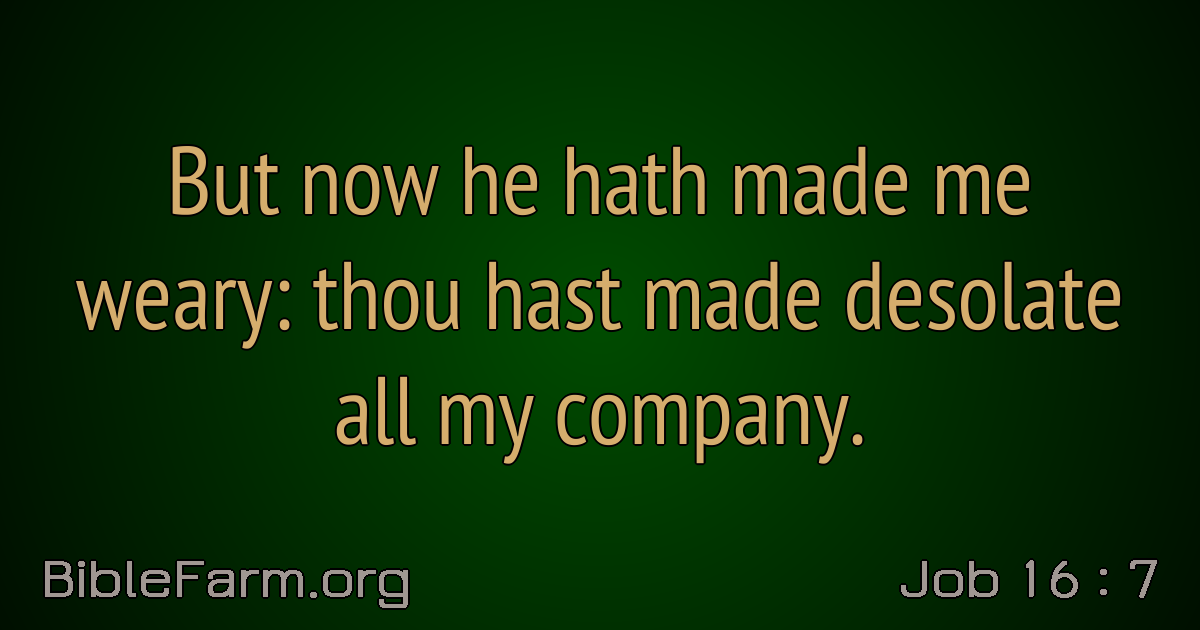 But now he hath made me
weary: thou hast made desolate
all my company.
BibleFarm.org
Job 16 : 7